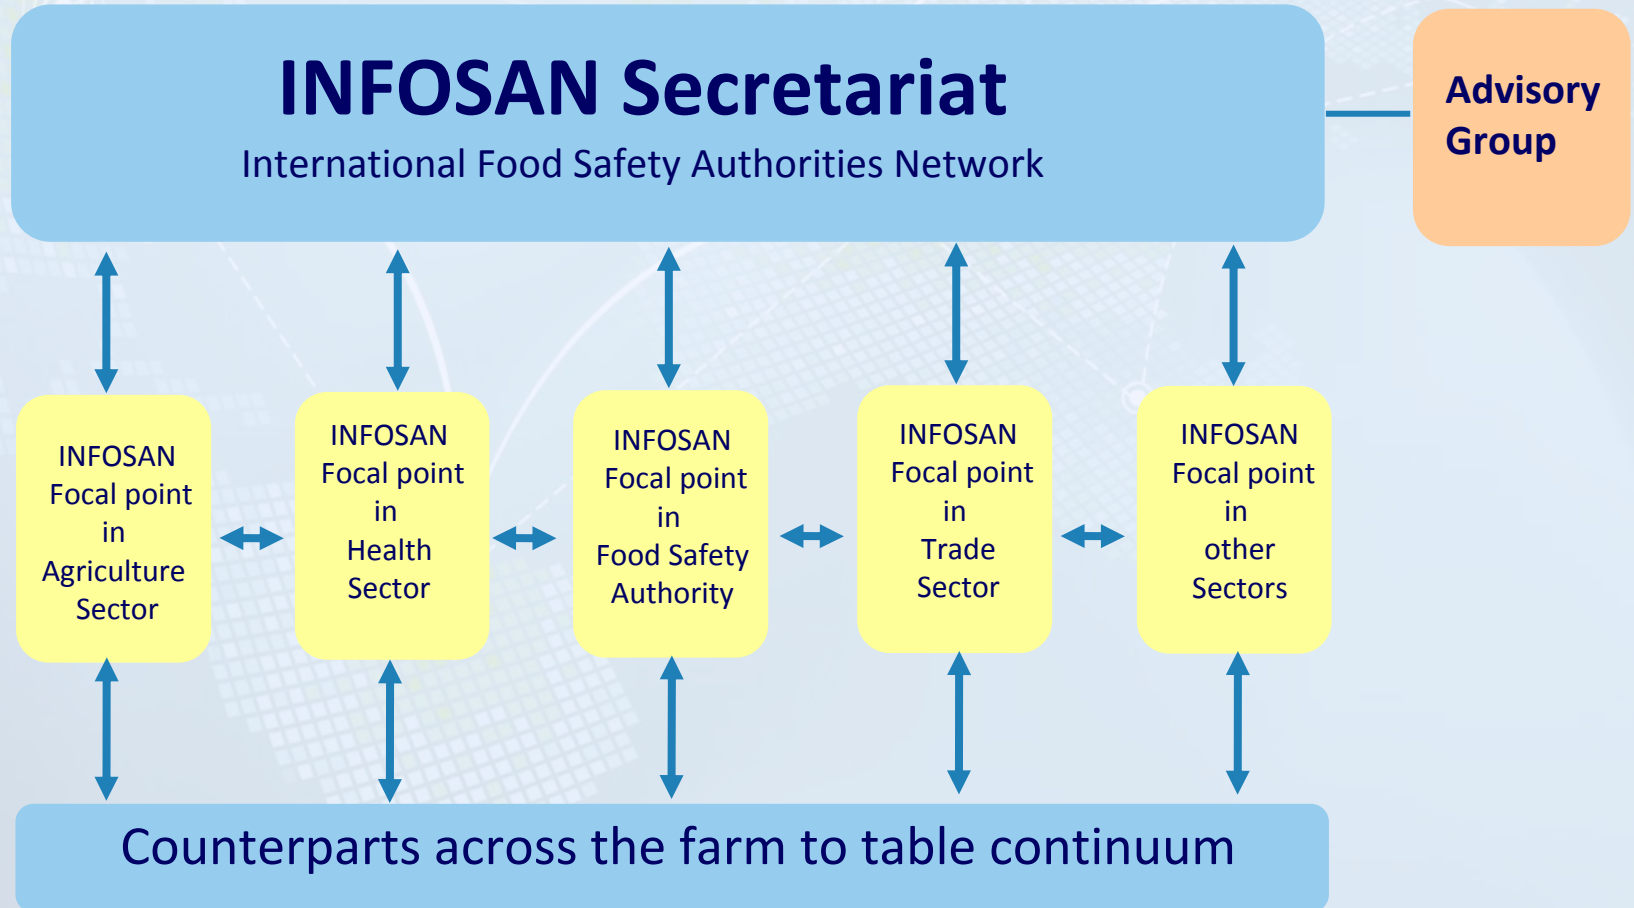 INFOSAN Secretariat
International Food Safety Authorities Network
Advisory
Group
INFOSAN
Focal point
in
Agriculture
Sector
INFOSAN
Focal point
in
Health
Sector
INFOSAN
Focal point
in
Food Safety
Authority
INFOSAN
Focal point
in
Trade
Sector
INFOSAN
Focal point
in
other
Sectors
Counterparts across the farm to table continuum